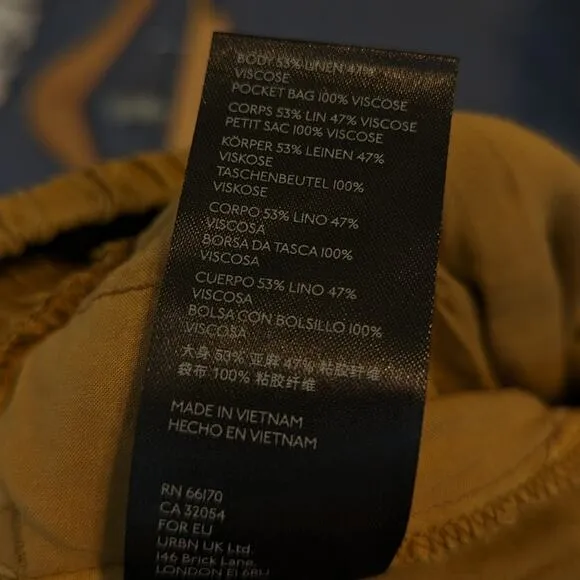 BODY 53% LINEN 47%
VISCOSE
POCKET BAG 100% VISCOSE
CORPS 53% LIN 47% VISCOSE
PETIT SAC 100% VISCOSE
KÖRPER 53% LEINEN 47%
VISKOSE
TASCHENBEUTEL 100%
VISKOSE
CORPO 53% LINO 47%
VISCOSA
BORSA DA TASCA 100%
VISCOSA
CUERPO 53% LINO 47%
VISCOSA
BOLSA CON BOLSILLO 100%
VISCOSA
大身 53% 亚麻 47% 粘胶纤维
袋布 100% 粘胶纤维
MADE IN VIETNAM
HECHO EN VIETNAM
RN 66170
CA 32054
FOR EU
URBN UK Ltd.
146 Brick Lane,
LONDON E1 6RU